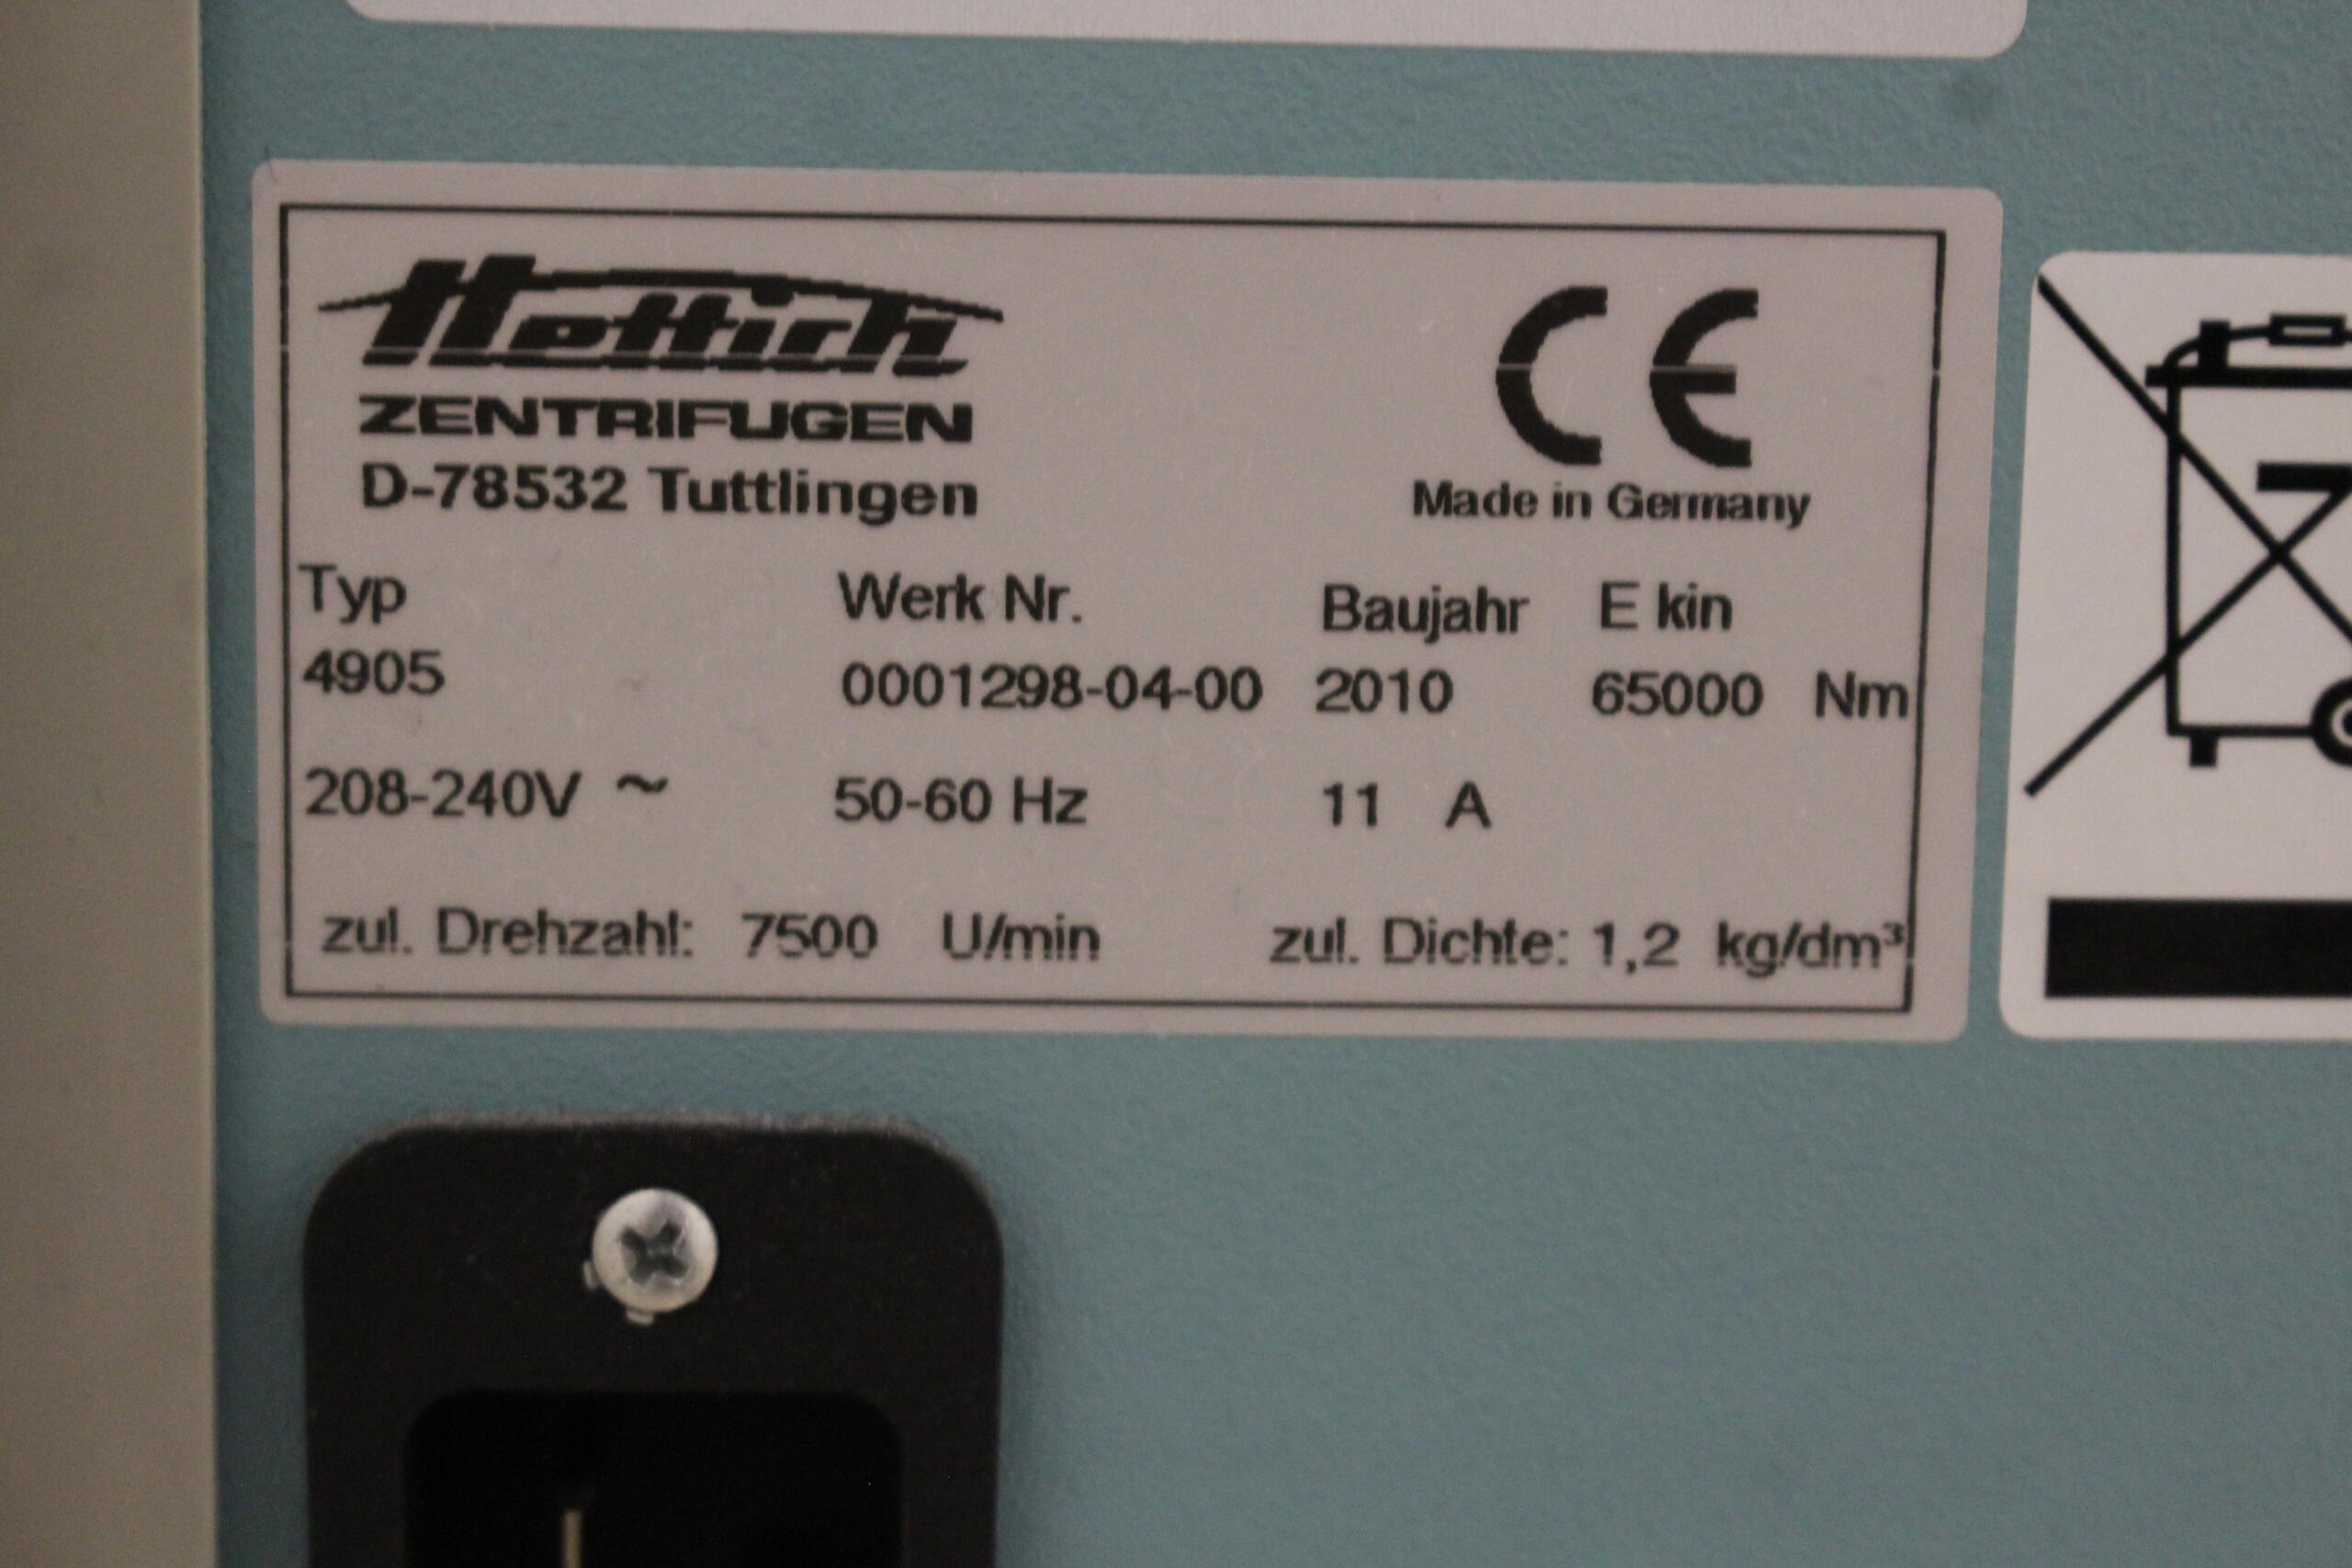 Hettich
ZENTRIFUGEN
D-78532 Tuttlingen
CE
Made in Germany
Typ Werk Nr. Baujahr E kin
4905 0001298-04-00 2010 65000 Nm
208-240V ~ 50-60 Hz 11 A
zul. Drehzahl: 7500 U/min zul. Dichte: 1,2 kg/dm³